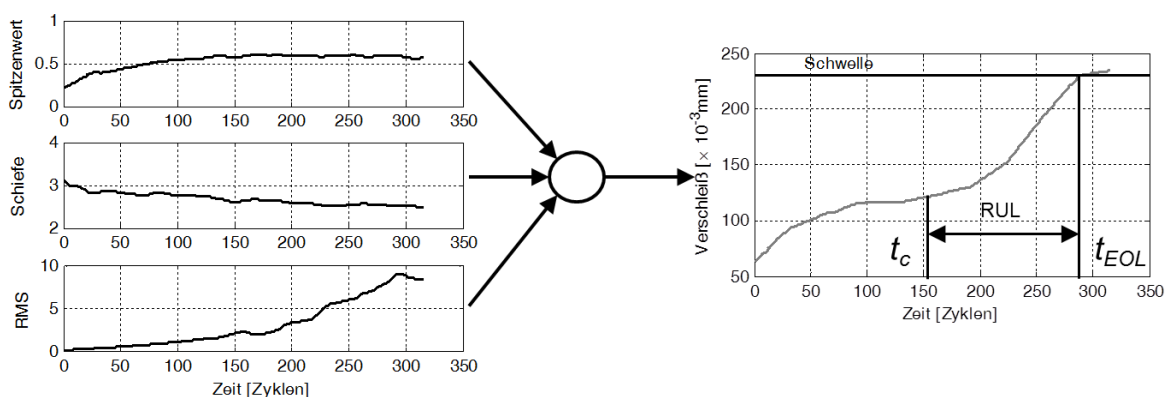 Spitzenwert
1
0.5
0
0 50 100 150 200 250 300 350
Schiefe
4
3
2
0 50 100 150 200 250 300 350
RMS
10
5
0
0 50 100 150 200 250 300 350
Zeit [Zyklen]
Verschleiß [× 10⁻³mm]
250
200
150
100
50
Schwelle
RUL
t_c
t_EOL
0 50 100 150 200 250 300 350
Zeit [Zyklen]